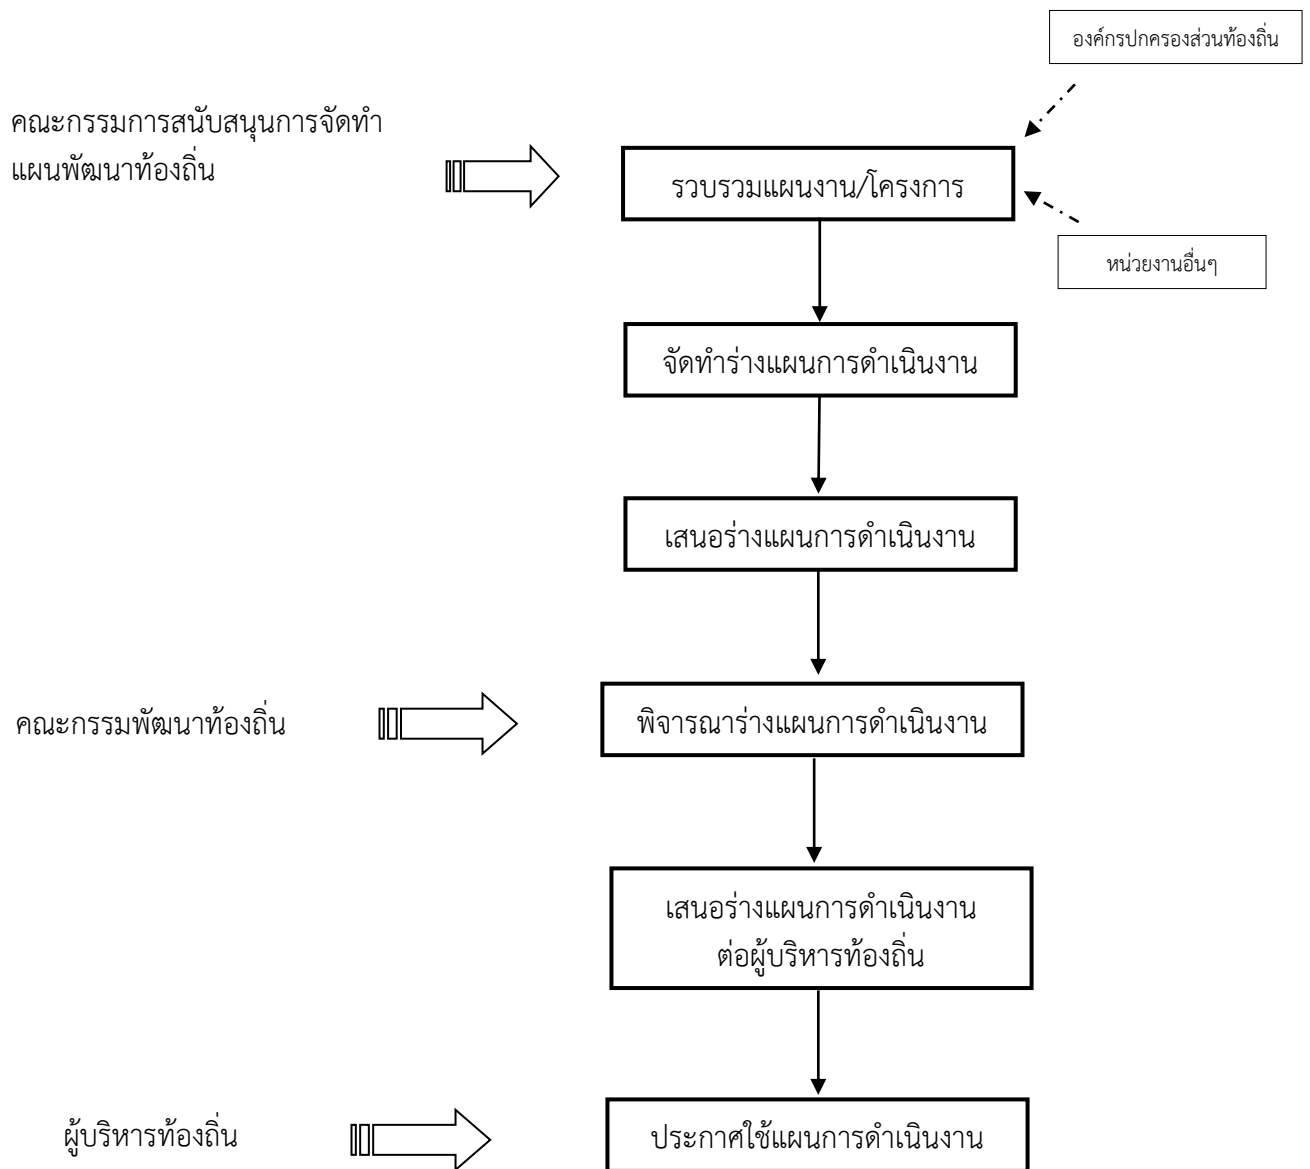 องค์กรปกครองส่วนท้องถิ่น
คณะกรรมการสนับสนุนการจัดทำ
แผนพัฒนาท้องถิ่น
รวบรวมแผนงาน/โครงการ
หน่วยงานอื่นๆ
จัดทำร่างแผนการดำเนินงาน
เสนอร่างแผนการดำเนินงาน
คณะกรรมพัฒนาท้องถิ่น
พิจารณาร่างแผนการดำเนินงาน
เสนอร่างแผนการดำเนินงาน
ต่อผู้บริหารท้องถิ่น
ผู้บริหารท้องถิ่น
ประกาศใช้แผนการดำเนินงาน